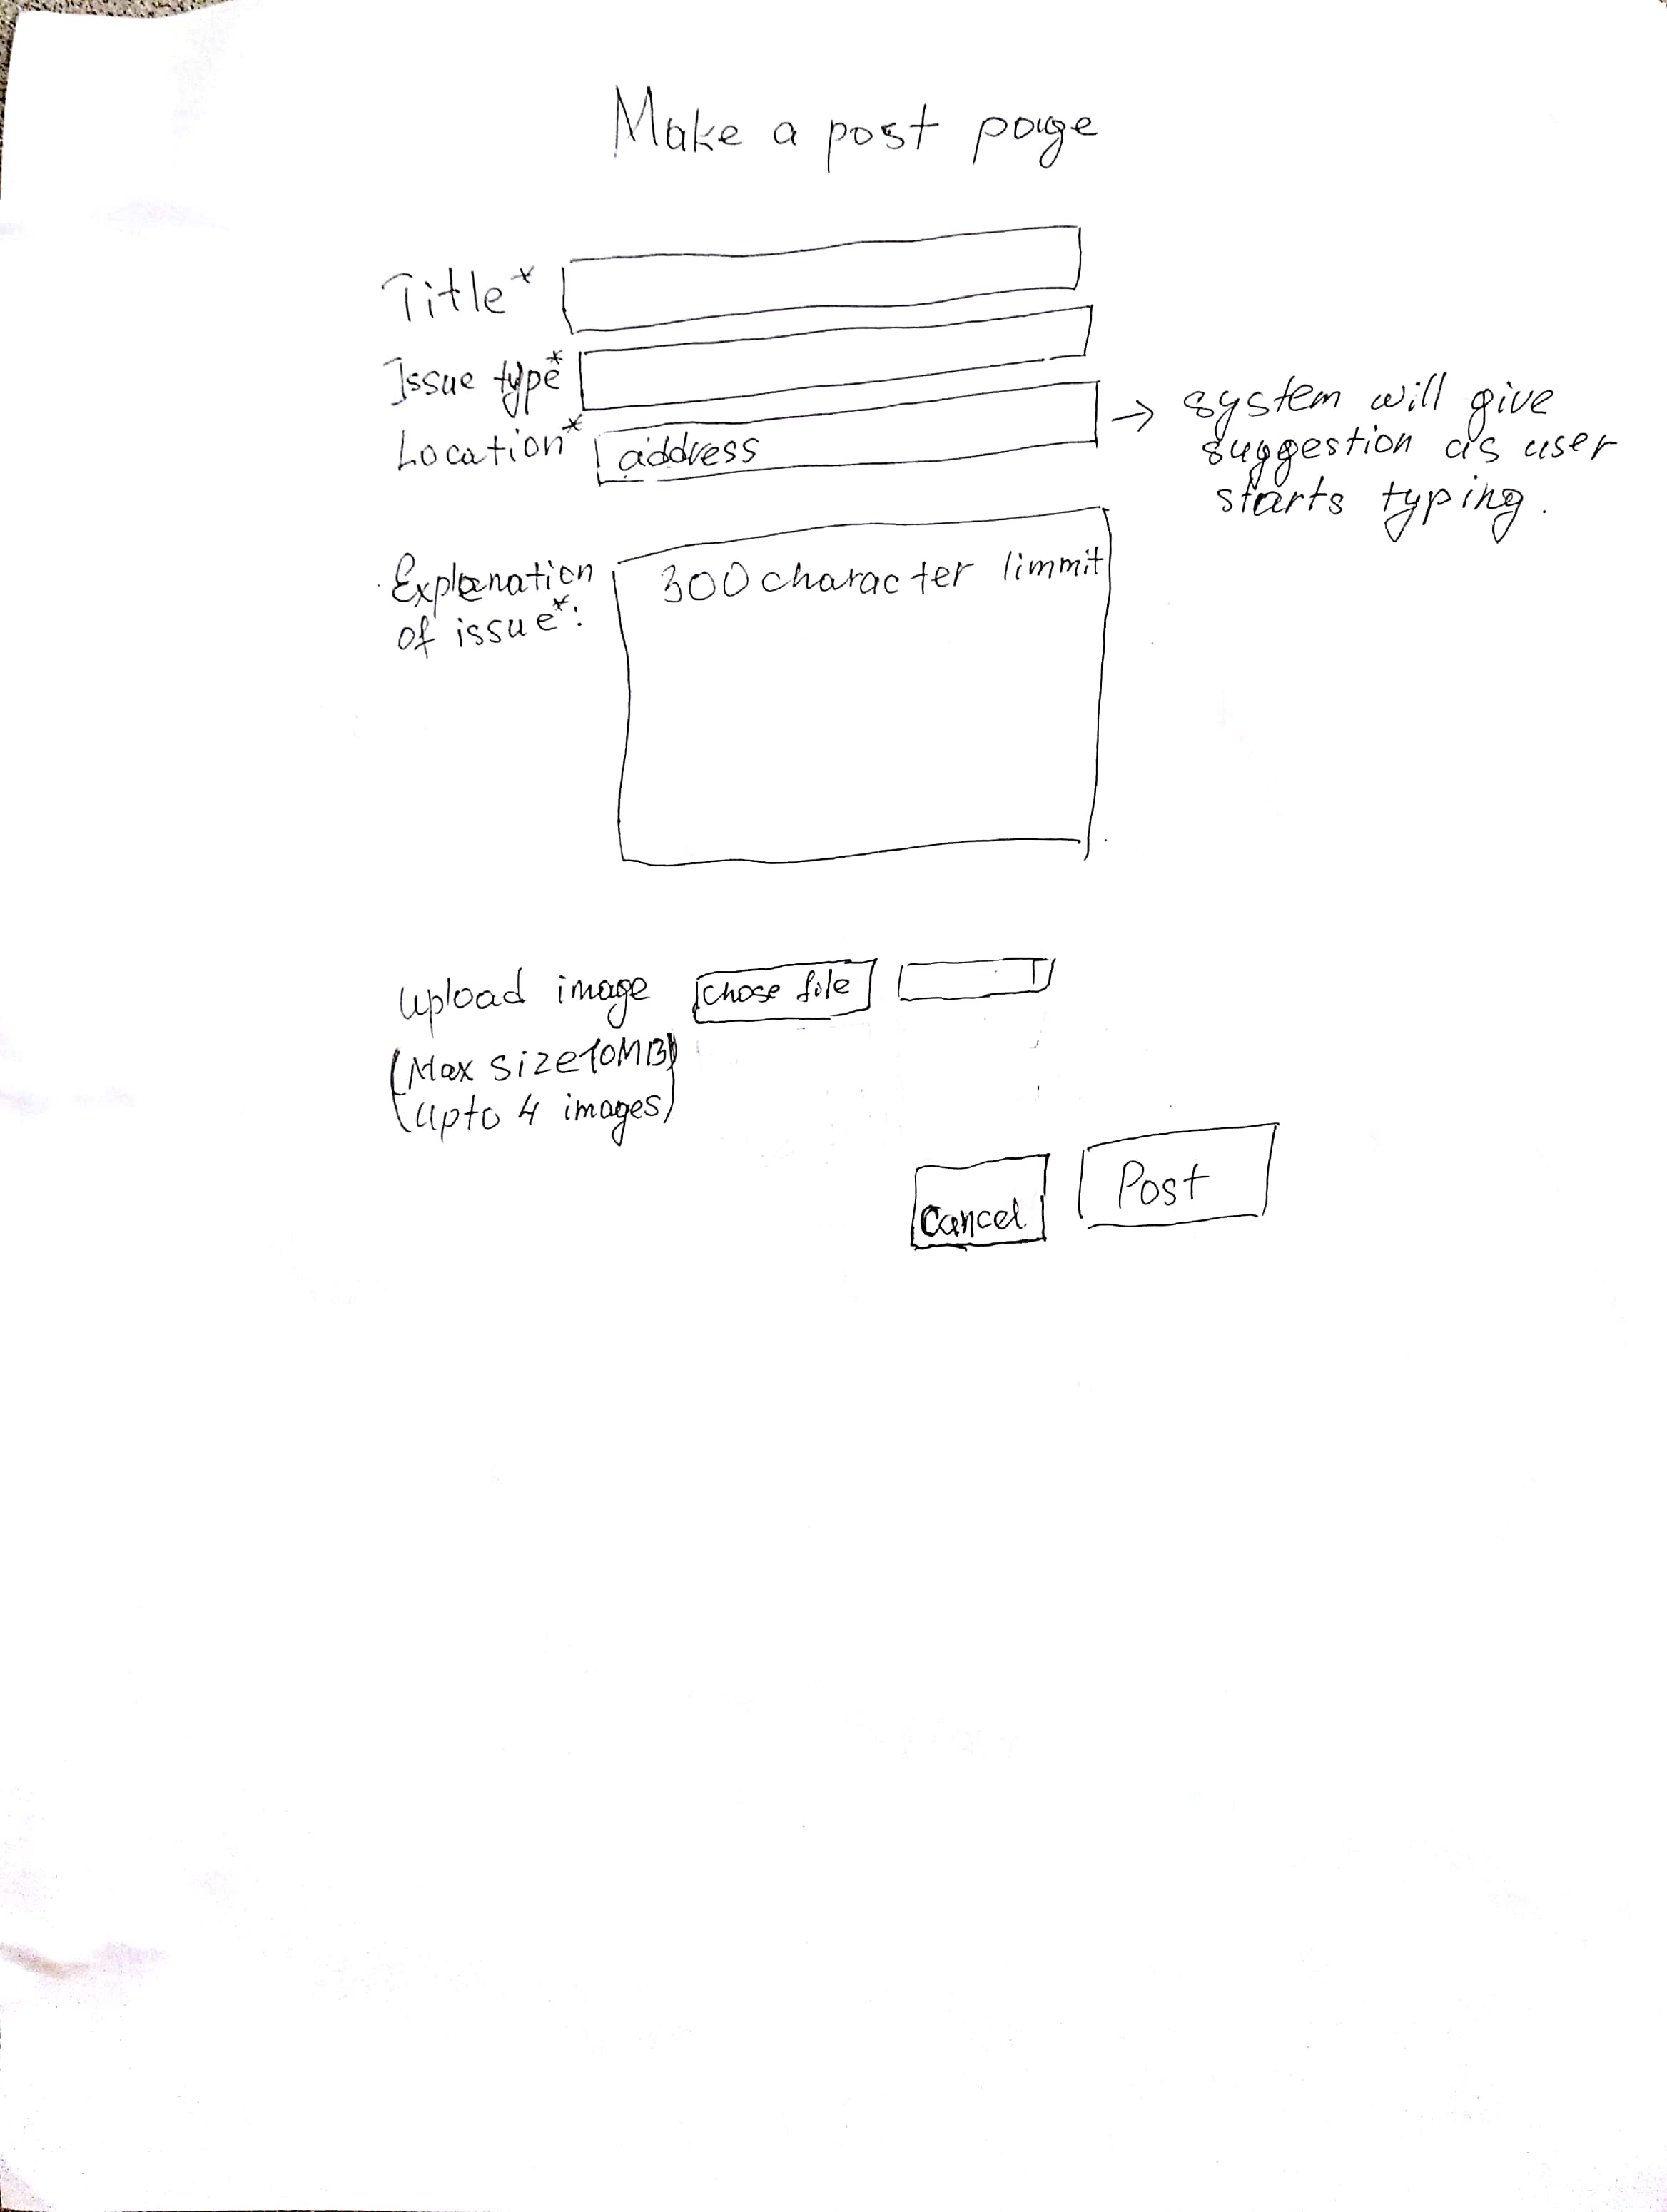 Make a post page
Title*
Issue type*
Location* address
→ system will give
suggestion as user
starts typing.
Explanation
of issue*:
300 character limmit
Upload image chose file
(Max size 10MB)
(Upto 4 images)
Cancel Post